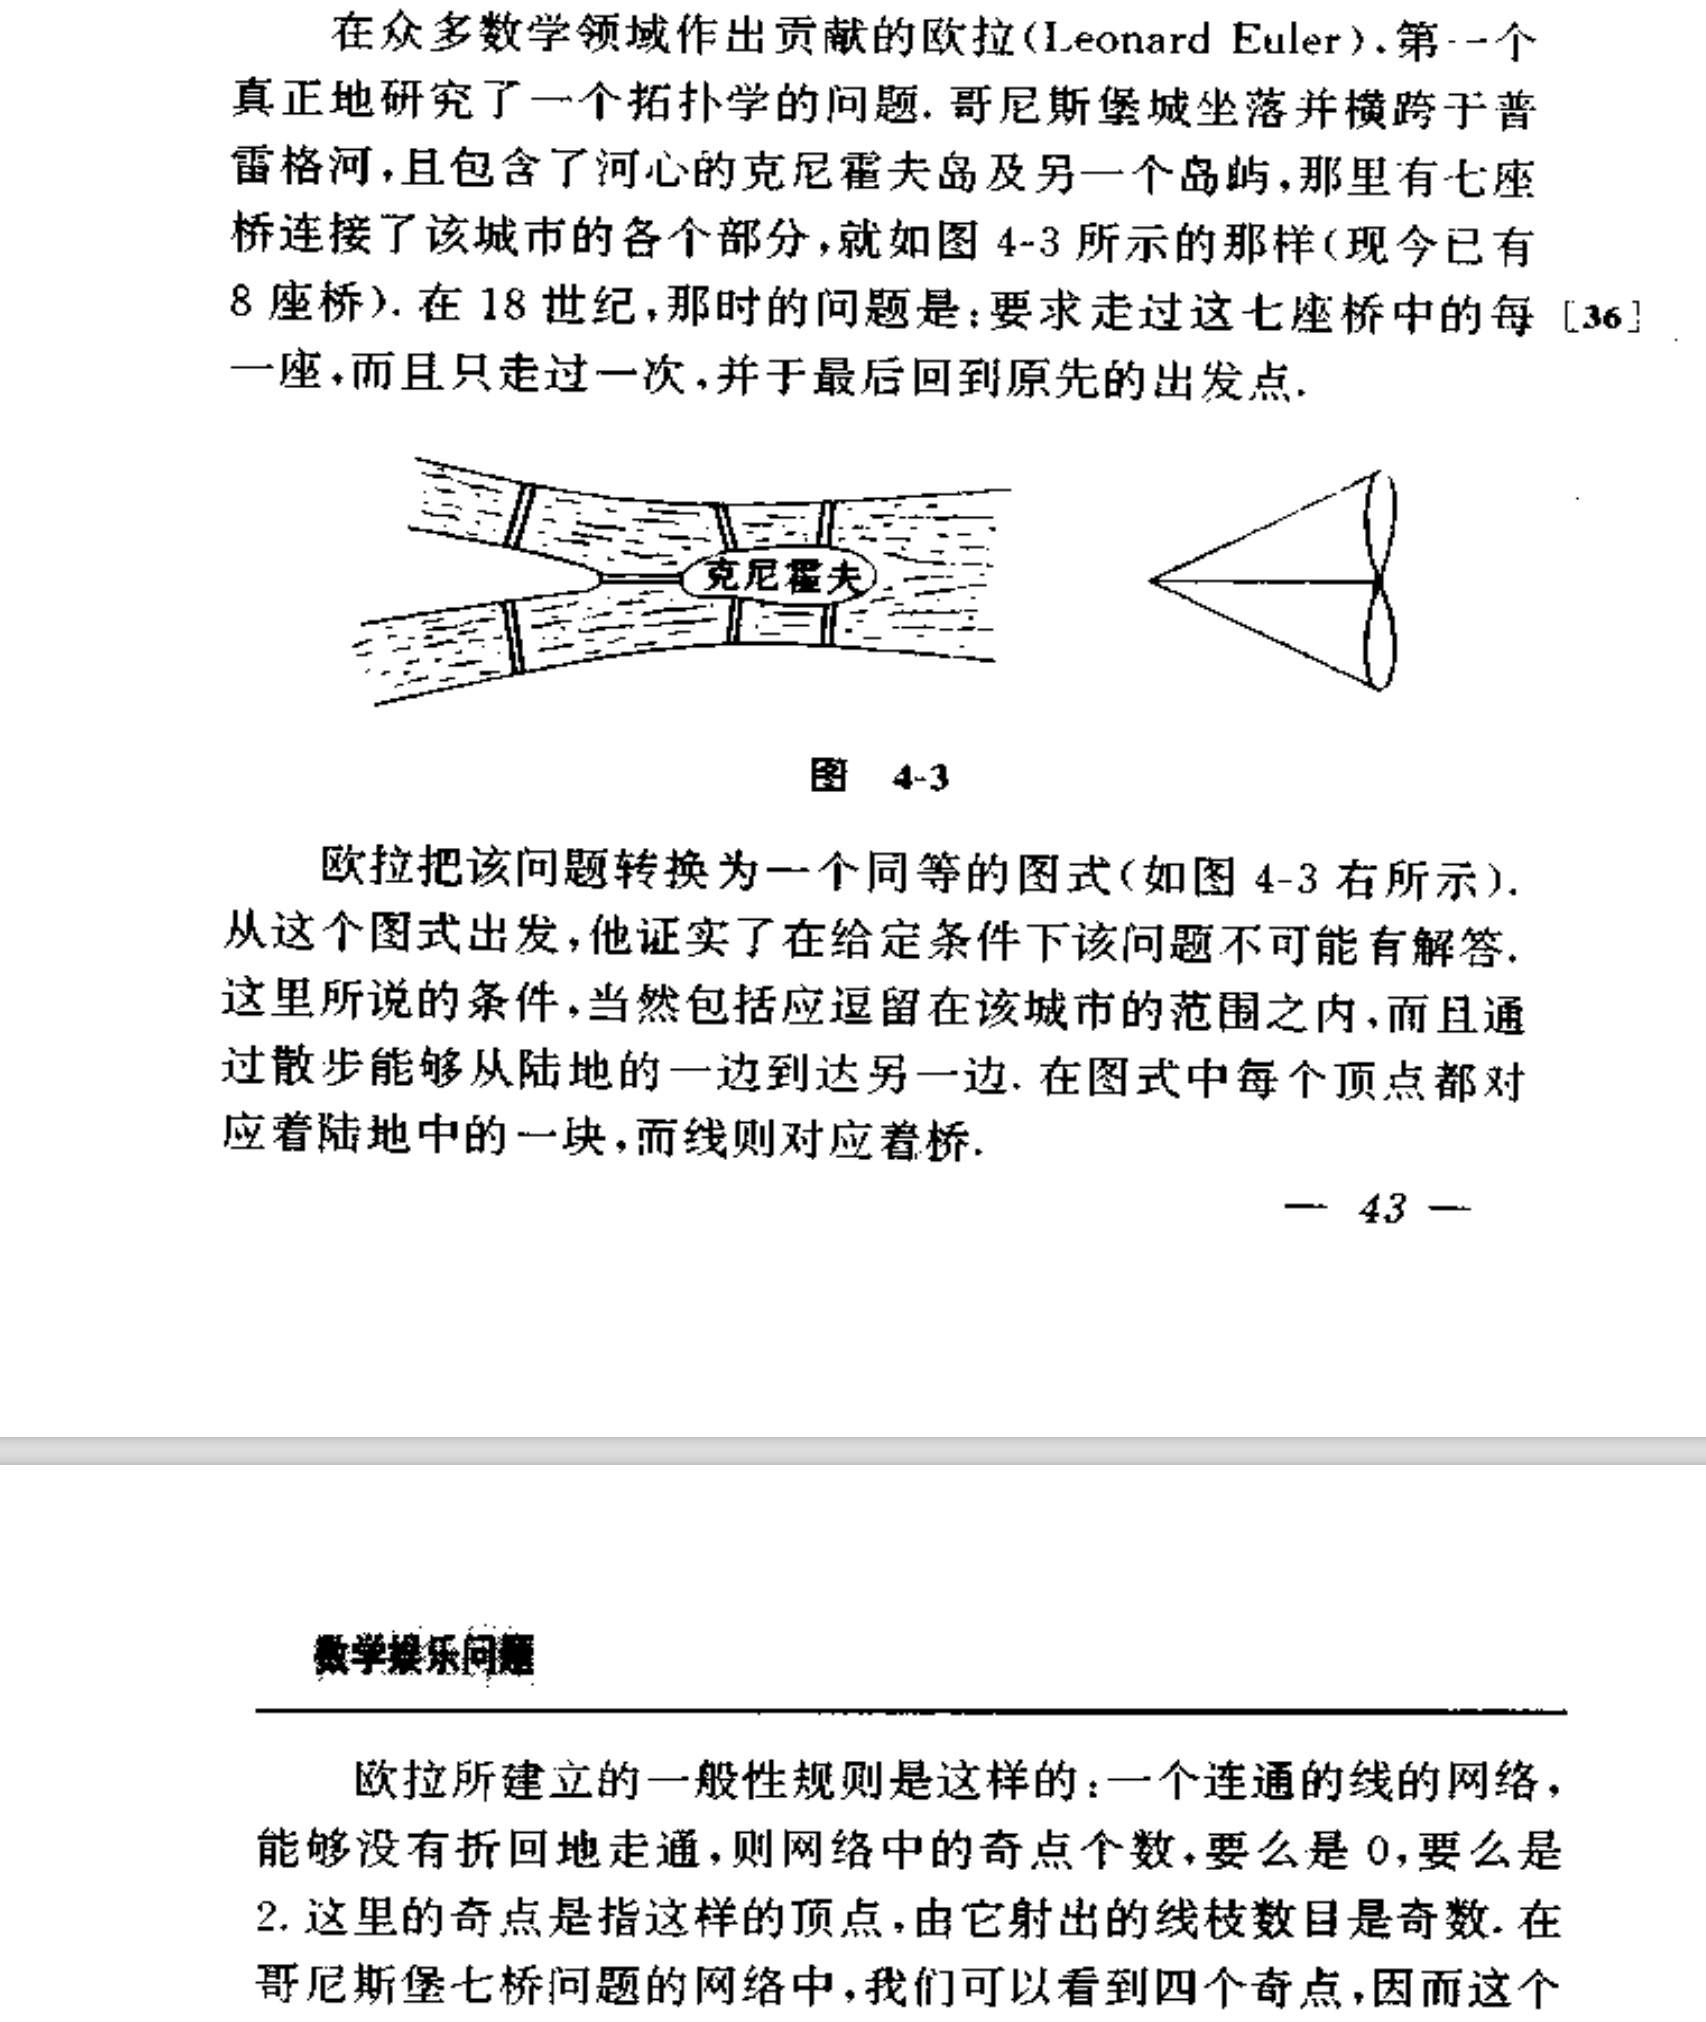 在众多数学领域作出贡献的欧拉(Leonard Euler).第一个
真正地研究了一个拓扑学的问题.哥尼斯堡城坐落并横跨于普
雷格河,且包含了河心的克尼霍夫岛及另一个岛屿,那里有七座
桥连接了该城市的各个部分,就如图 4-3 所示的那样(现今已有
8 座桥).在 18 世纪,那时的问题是:要求走过这七座桥中的每 [36]
一座,而且只走过一次,并于最后回到原先的出发点.
克尼霍夫
图 4-3
欧拉把该问题转换为一个同等的图式(如图 4-3 右所示).
从这个图式出发,他证实了在给定条件下该问题不可能有解答.
这里所说的条件,当然包括应逗留在该城市的范围之内,而且通
过散步能够从陆地的一边到达另一边.在图式中每个顶点都对
应着陆地中的一块,而线则对应着桥.
— 43 —
数学娱乐问题
欧拉所建立的一般性规则是这样的:一个连通的线的网络,
能够没有折回地走通,则网络中的奇点个数,要么是 0,要么是
2.这里的奇点是指这样的顶点,由它射出的线枝数目是奇数.在
哥尼斯堡七桥问题的网络中,我们可以看到四个奇点,因而这个